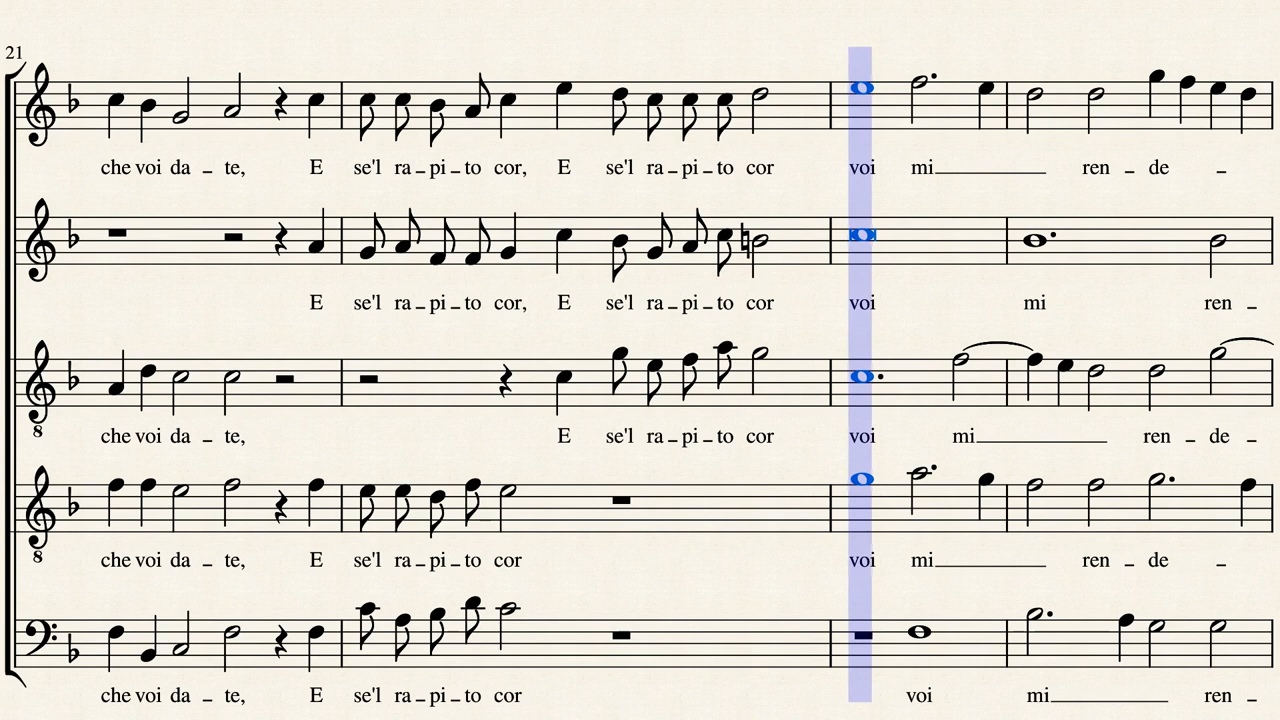 21
che voi da - te, E se'l ra - pi - to cor, E se'l ra - pi - to cor voi mi ren - de -
E se'l ra - pi - to cor, E se'l ra - pi - to cor voi mi ren -
8
che voi da - te, E se'l ra - pi - to cor voi mi ren - de -
8
che voi da - te, E se'l ra - pi - to cor voi mi ren - de -
che voi da - te, E se'l ra - pi - to cor voi mi ren -